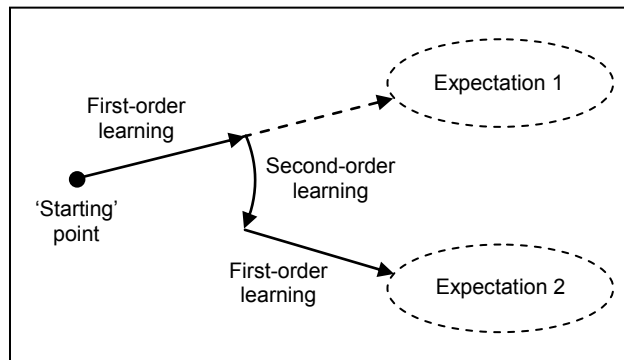 Expectation 1
First-order
learning
Second-order
learning
‘Starting’
point
First-order
learning
Expectation 2